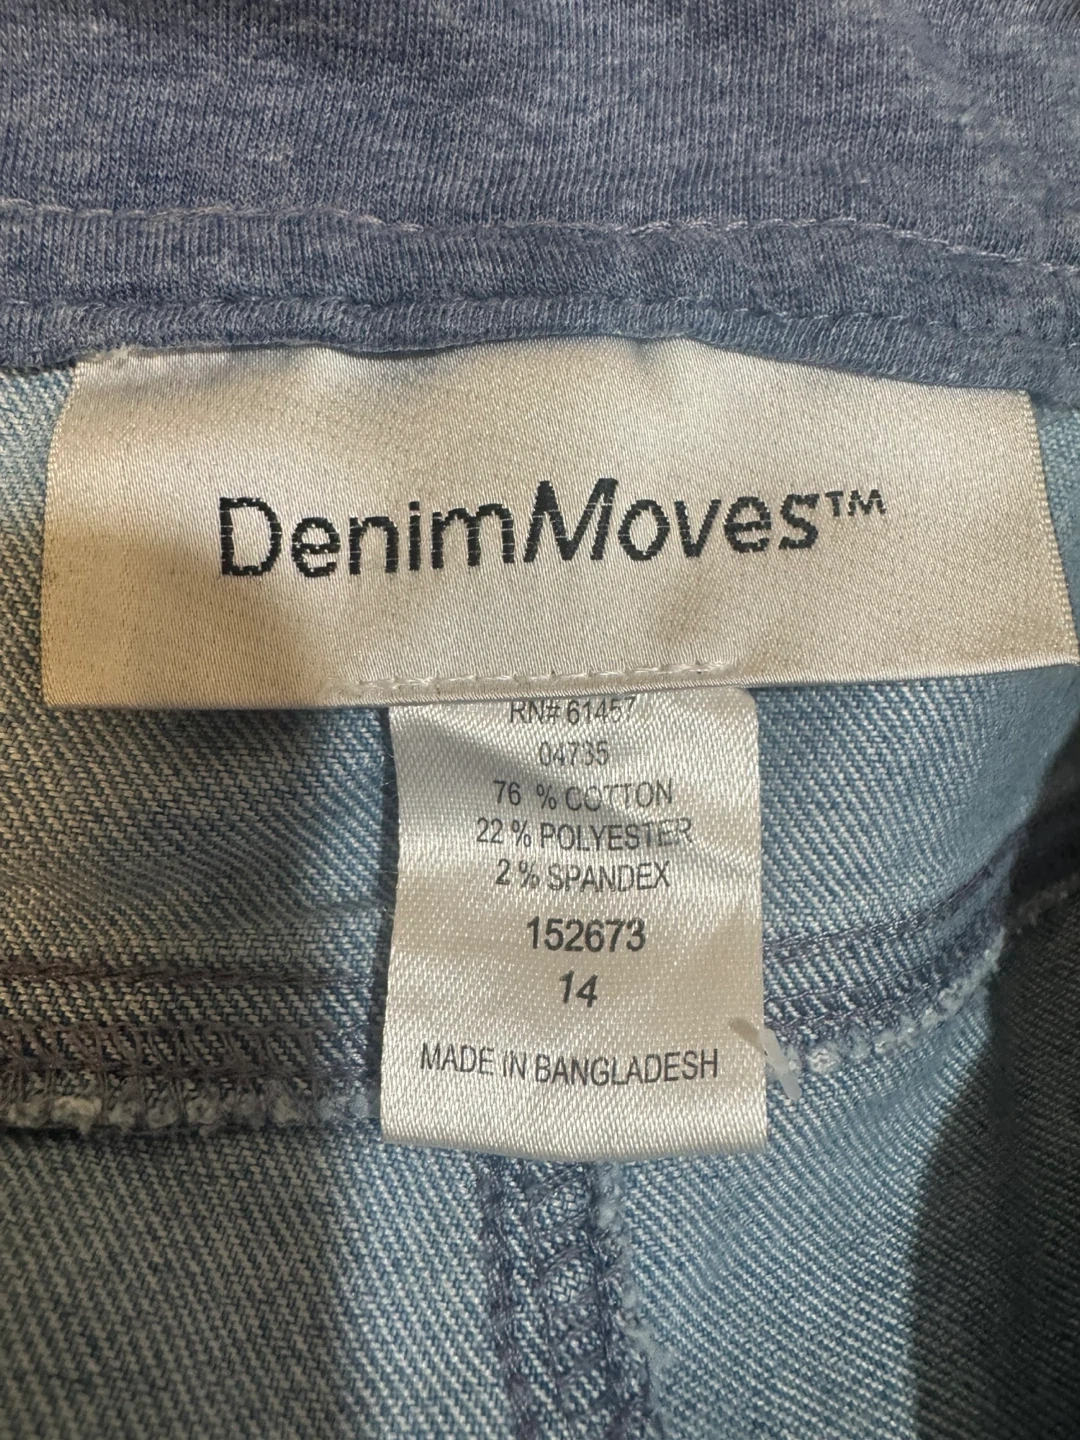 DenimMoves™
RN# 61457
04735
76 % COTTON
22 % POLYESTER
2 % SPANDEX
152673
14
MADE IN BANGLADESH